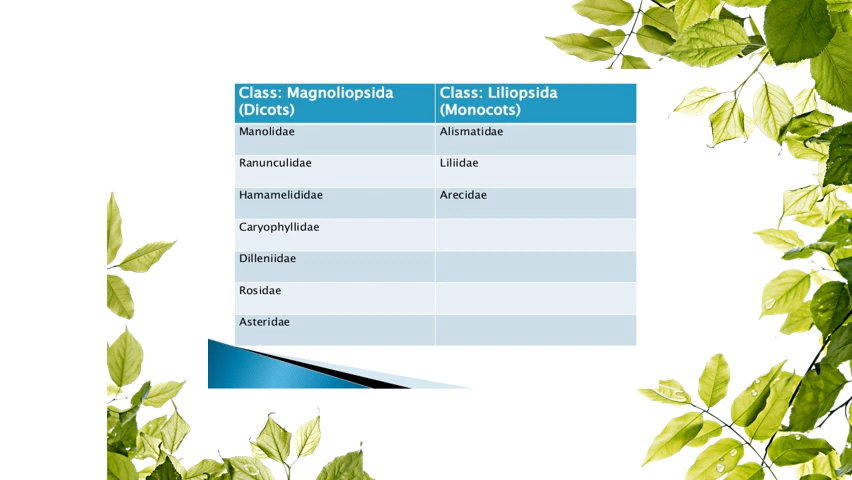 Class: Magnoliopsida Class: Liliopsida
(Dicots) (Monocots)
Manolidae Alismatidae
Ranunculidae Liliidae
Hamamelididae Arecidae
Caryophyllidae
Dilleniidae
Rosidae
Asteridae